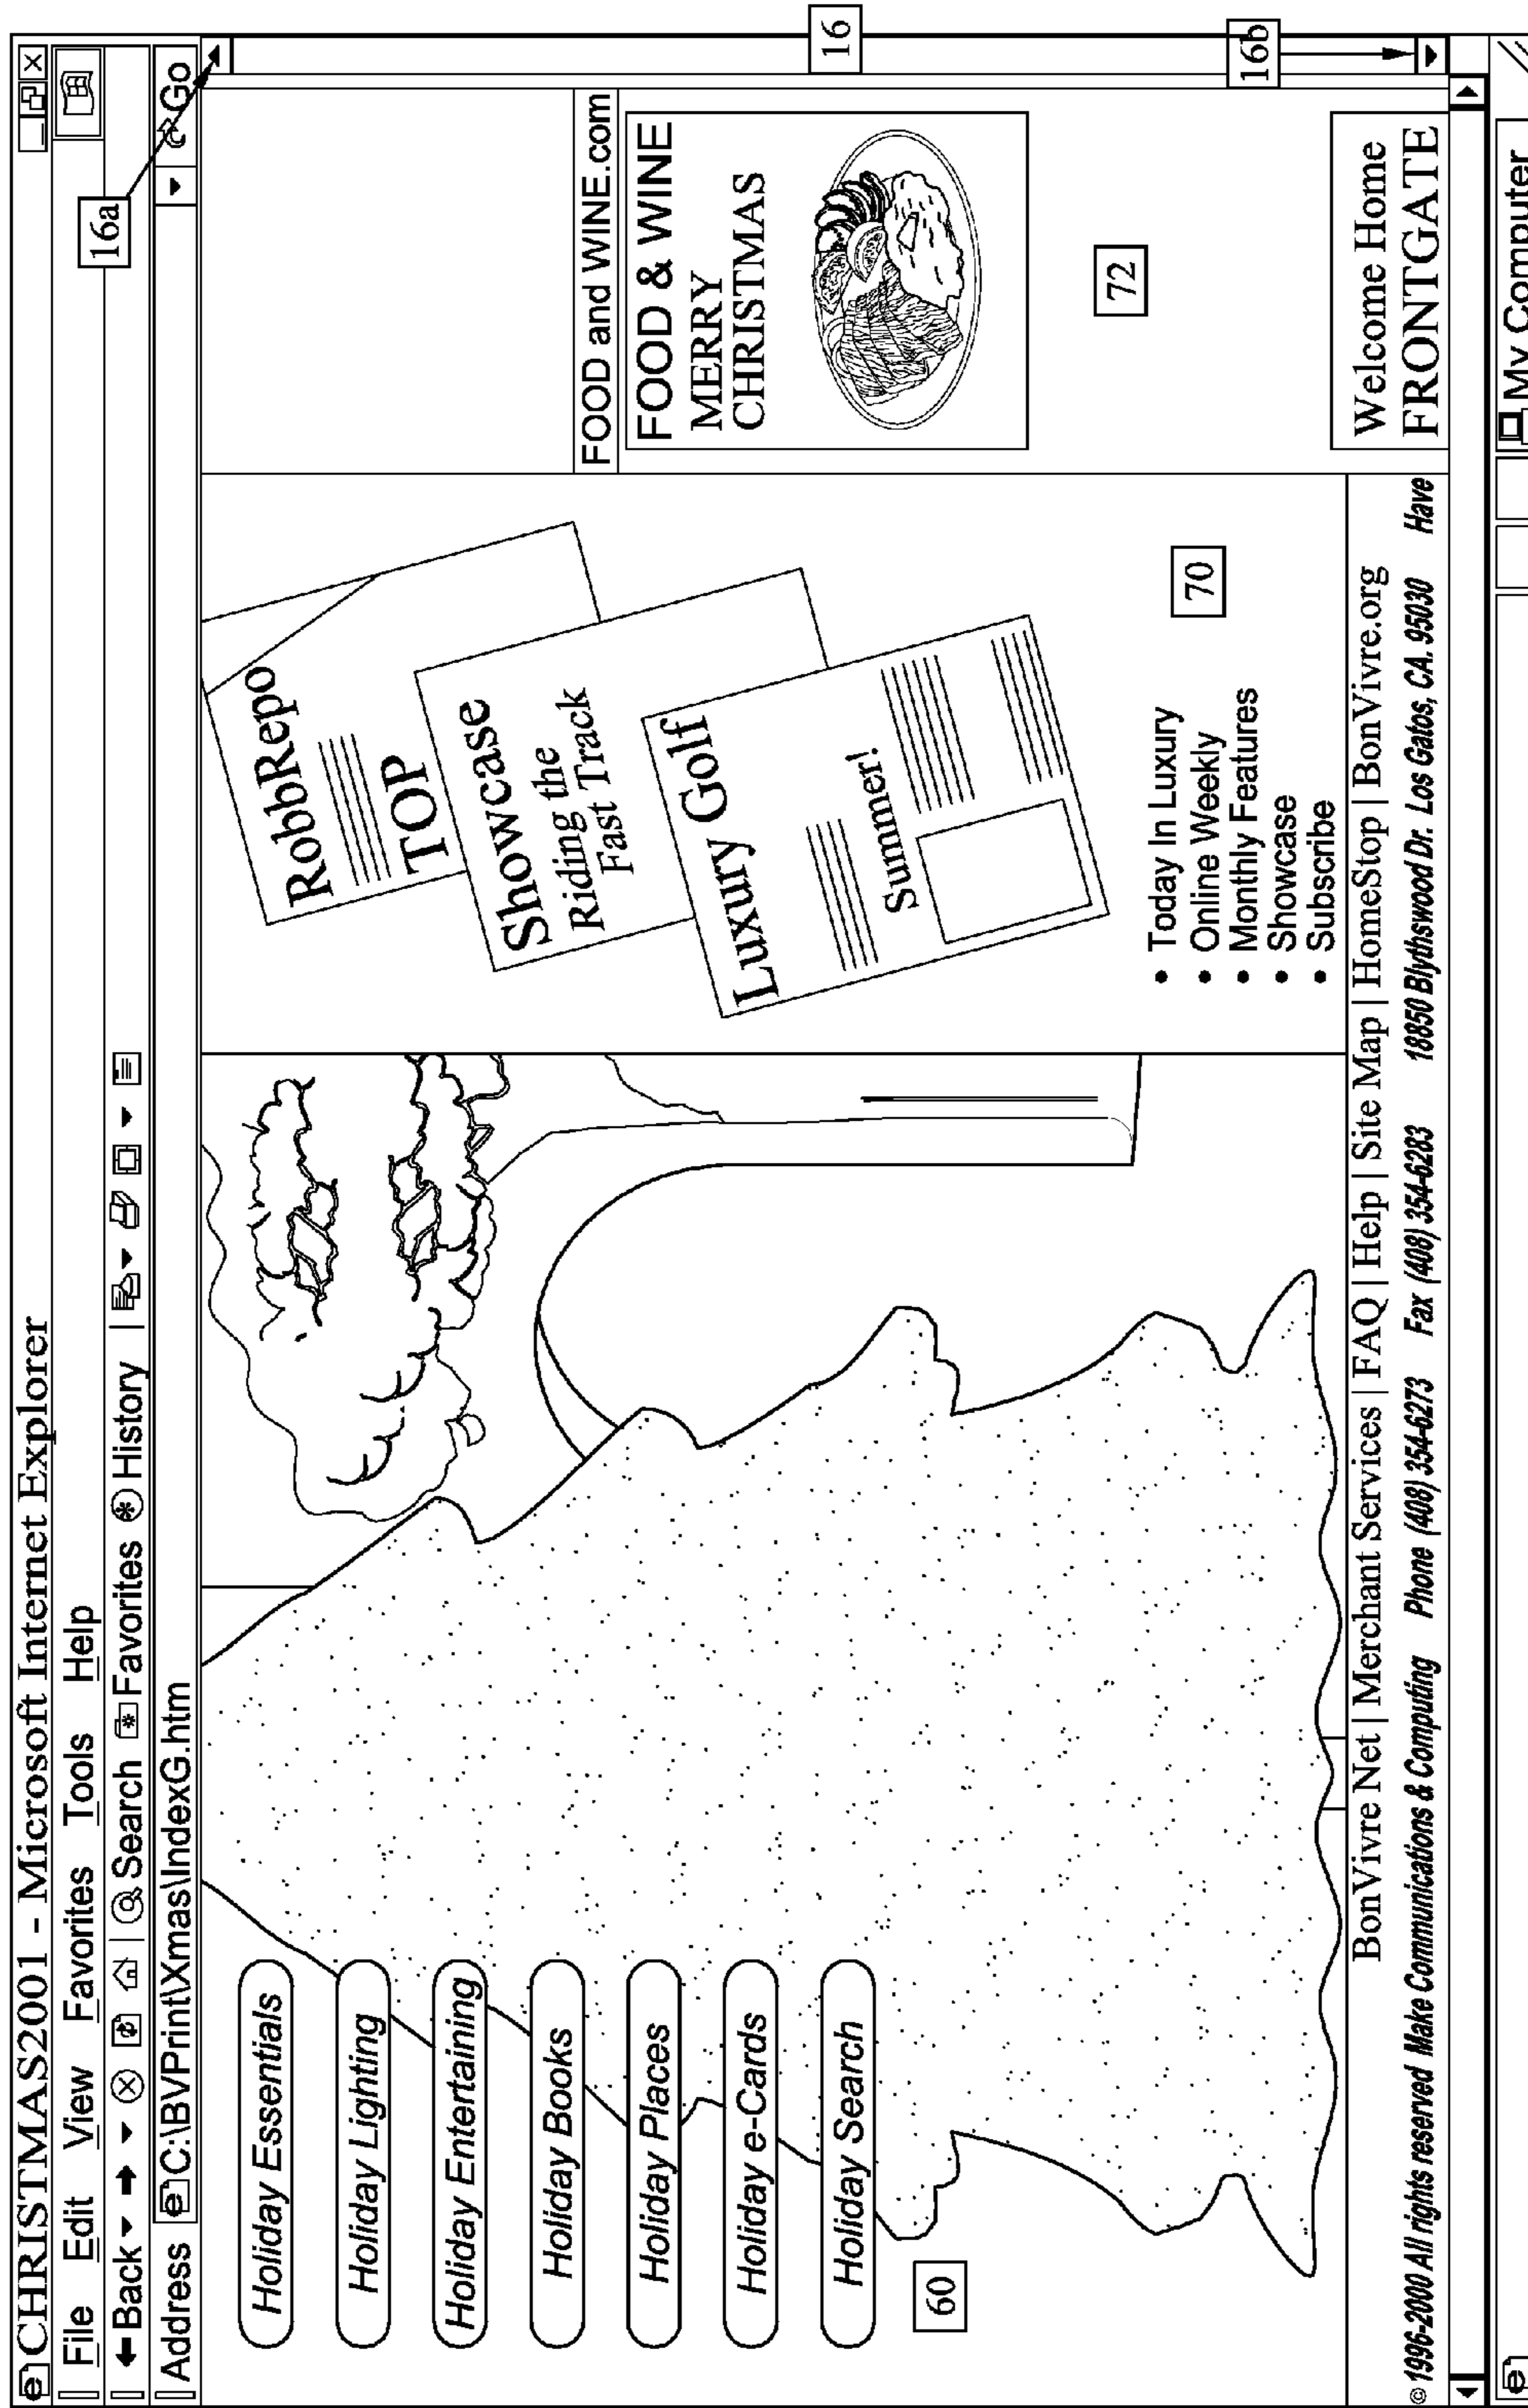 CHRISTMAS2001 - Microsoft Internet Explorer
File Edit View Favorites Tools Help
16a
Back Search Favorites History
Address C:\BVPrint\Xmas\IndexG.htm Go
Holiday Essentials
Holiday Lighting
Holiday Entertaining
Holiday Books
Holiday Places
Holiday e-Cards
Holiday Search
60
RobbRepo
TOP
Showcase
Riding the
Fast Track
Luxury Golf
Summer!
• Today In Luxury
• Online Weekly
• Monthly Features
• Showcase
• Subscribe
70
FOOD and WINE.com
FOOD & WINE
MERRY
CHRISTMAS
72
Welcome Home
FRONTGATE
16
16b
BonVivre Net | Merchant Services | FAQ | Help | Site Map | HomeStop | BonVivre.org
© 1996-2000 All rights reserved Make Communications & Computing Phone (408) 354-6273 Fax (408) 354-6283 18850 Blythswood Dr. Los Gatos, CA. 95030 Have
My Computer